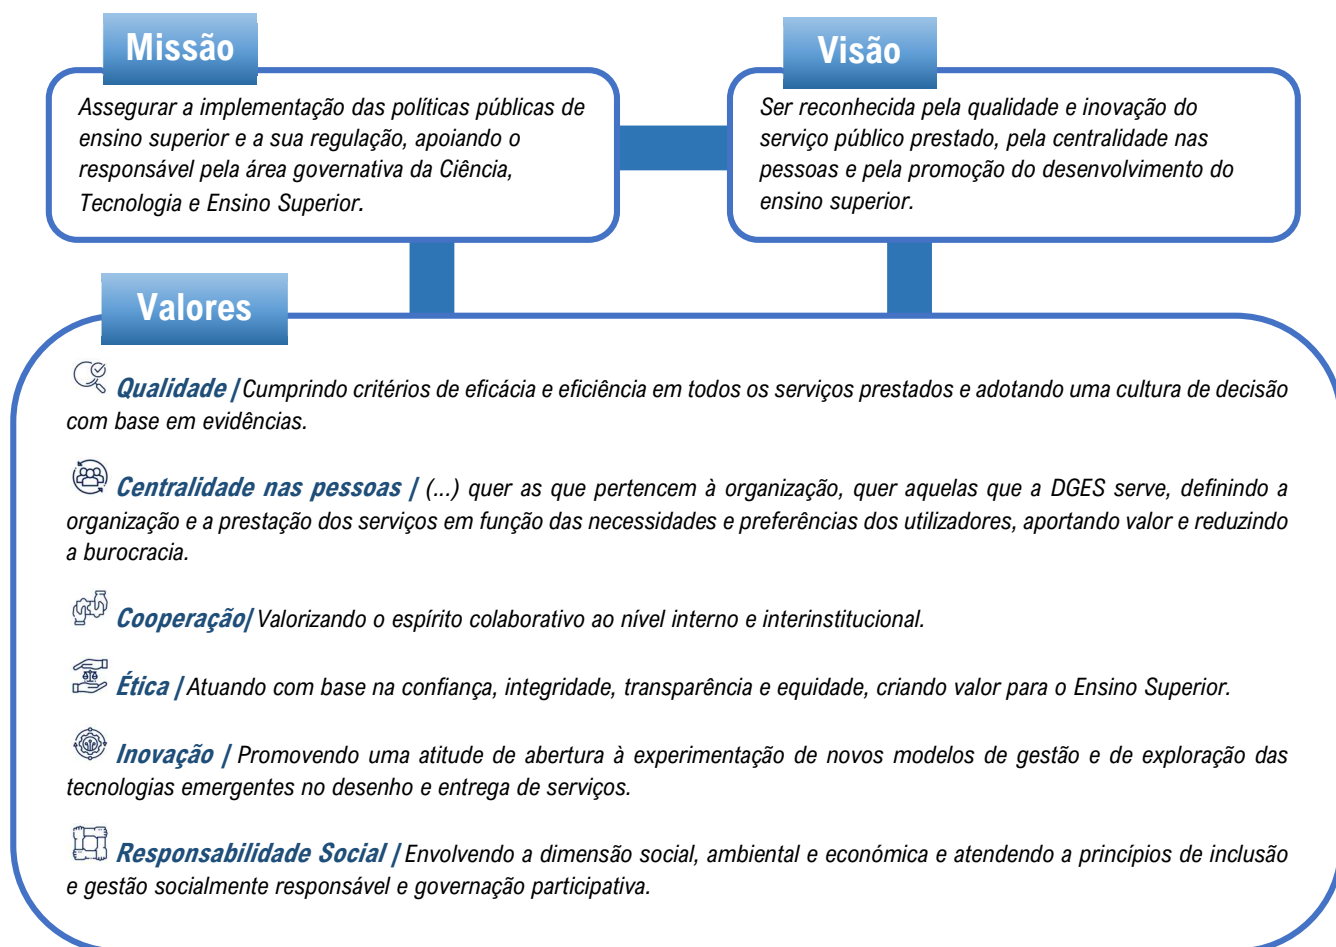 Missão
Assegurar a implementação das políticas públicas de
ensino superior e a sua regulação, apoiando o
responsável pela área governativa da Ciência,
Tecnologia e Ensino Superior.
Visão
Ser reconhecida pela qualidade e inovação do
serviço público prestado, pela centralidade nas
pessoas e pela promoção do desenvolvimento do
ensino superior.
Valores
Qualidade | Cumprindo critérios de eficácia e eficiência em todos os serviços prestados e adotando uma cultura de decisão
com base em evidências.
Centralidade nas pessoas | (...) quer as que pertencem à organização, quer aquelas que a DGES serve, definindo a
organização e a prestação dos serviços em função das necessidades e preferências dos utilizadores, aportando valor e reduzindo
a burocracia.
Cooperação| Valorizando o espírito colaborativo ao nível interno e interinstitucional.
Ética | Atuando com base na confiança, integridade, transparência e equidade, criando valor para o Ensino Superior.
Inovação | Promovendo uma atitude de abertura à experimentação de novos modelos de gestão e de exploração das
tecnologias emergentes no desenho e entrega de serviços.
Responsabilidade Social | Envolvendo a dimensão social, ambiental e económica e atendendo a princípios de inclusão
e gestão socialmente responsável e governação participativa.